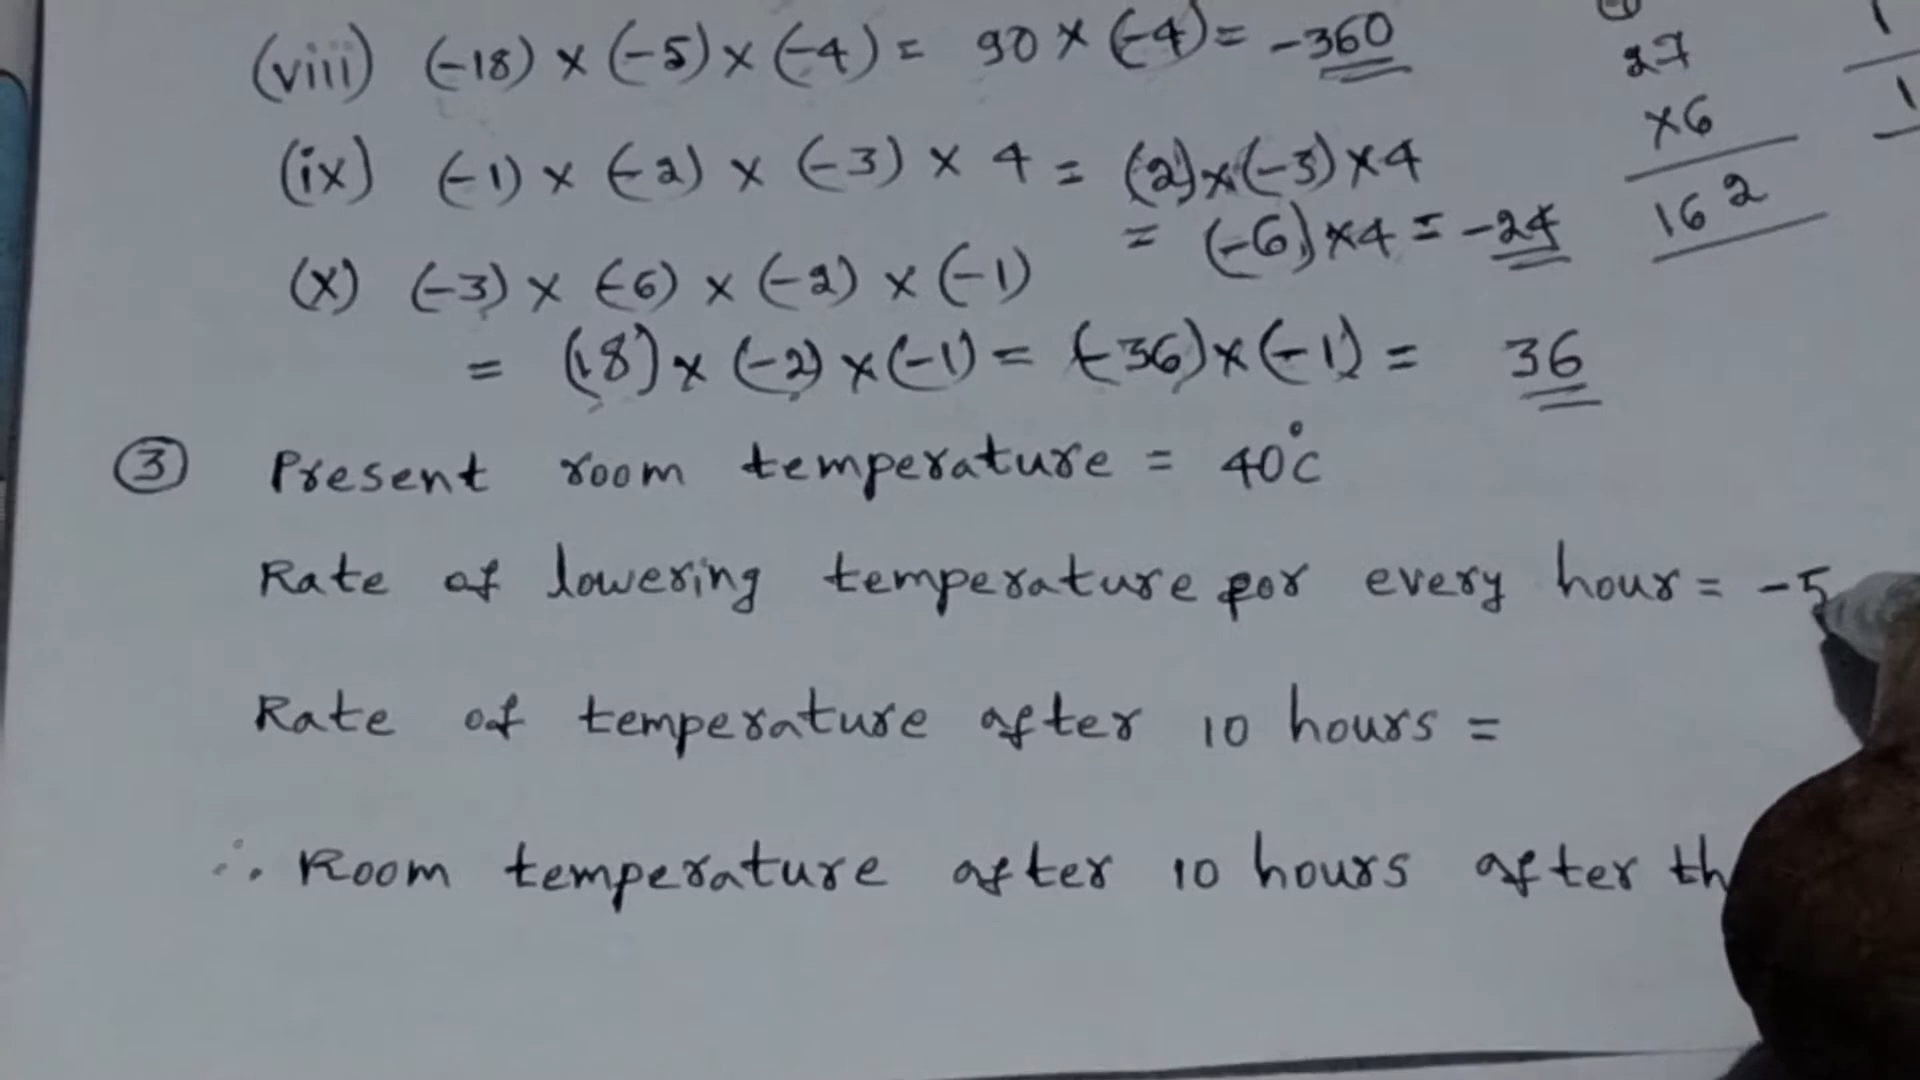 (viii) (-18) × (-5) × (-4) = 90 × (-4) = -360
(ix) (-1) × (-2) × (-3) × 4 = (2) × (-3) × 4
= (-6) × 4 = -24
(x) (-3) × (-6) × (-2) × (-1)
= (18) × (-2) × (-1) = (-36) × (-1) = 36
27
×6
162
1
1
③ Present room temperature = 40°C
Rate of lowering temperature for every hour = -5
Rate of temperature after 10 hours =
∴ Room temperature after 10 hours after th